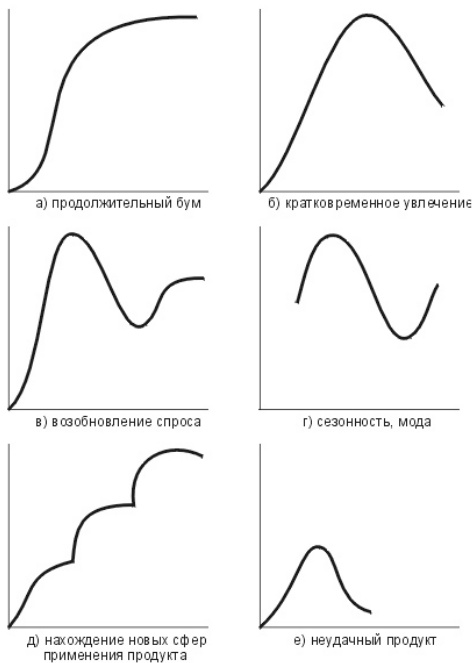 а) продолжительный бум
б) кратковременное увлечение
в) возобновление спроса
г) сезонность, мода
д) нахождение новых сфер
применения продукта
е) неудачный продукт